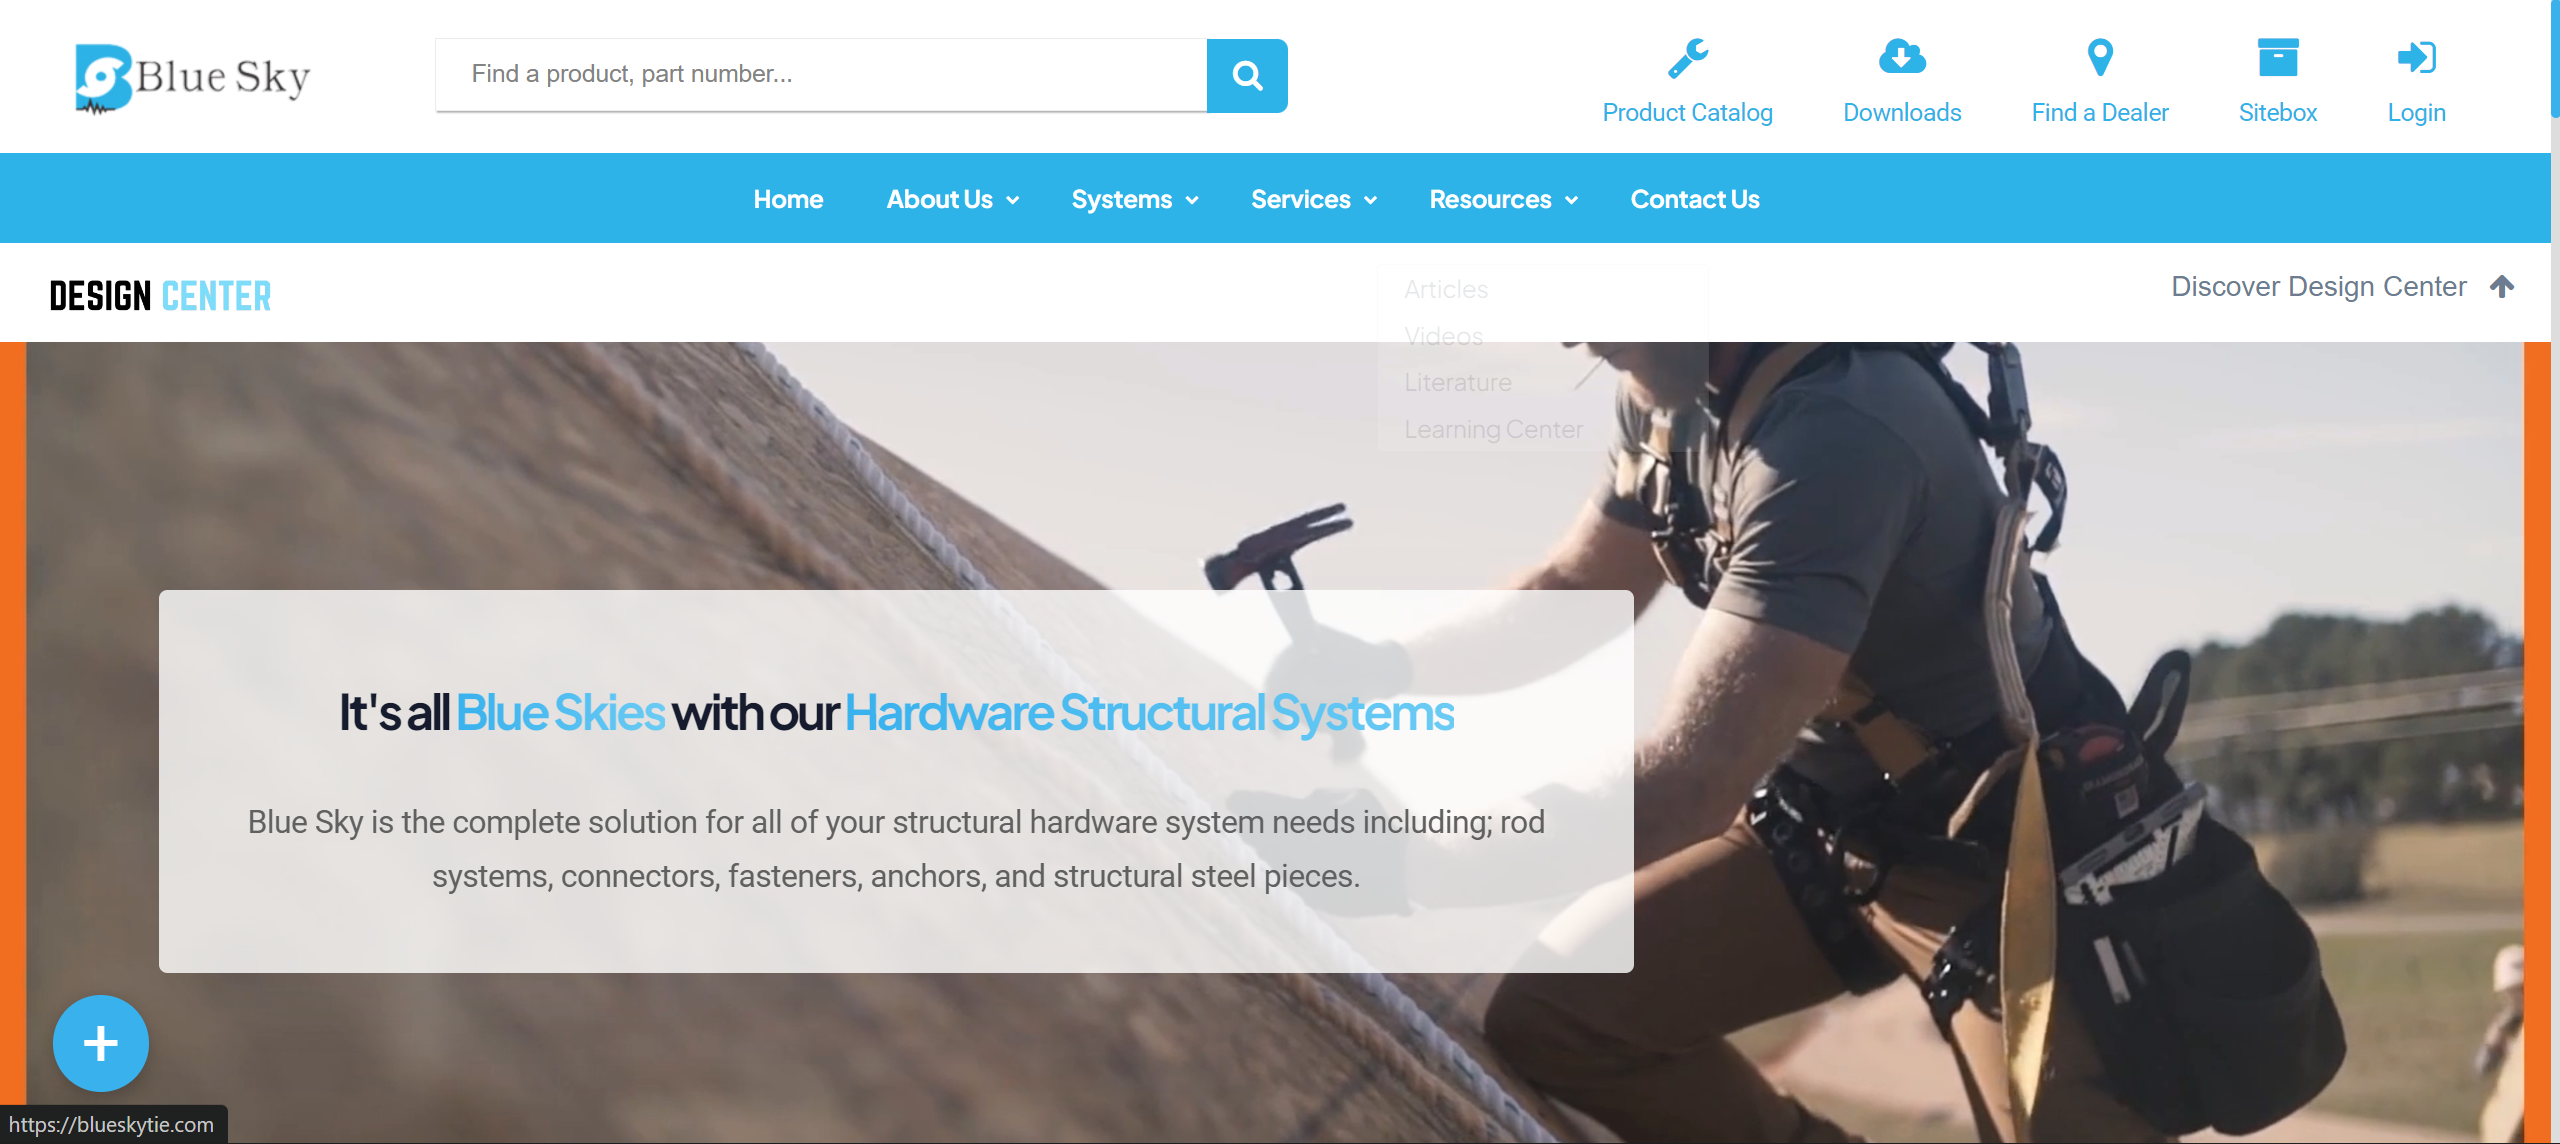 Blue Sky
Find a product, part number...
Product Catalog
Downloads
Find a Dealer
Sitebox
Login
Home
About Us
Systems
Services
Resources
Contact Us
DESIGN CENTER
Discover Design Center
Articles
Videos
Literature
Learning Center
It's all Blue Skies with our Hardware Structural Systems
Blue Sky is the complete solution for all of your structural hardware system needs including; rod
systems, connectors, fasteners, anchors, and structural steel pieces.
https://blueskytie.com